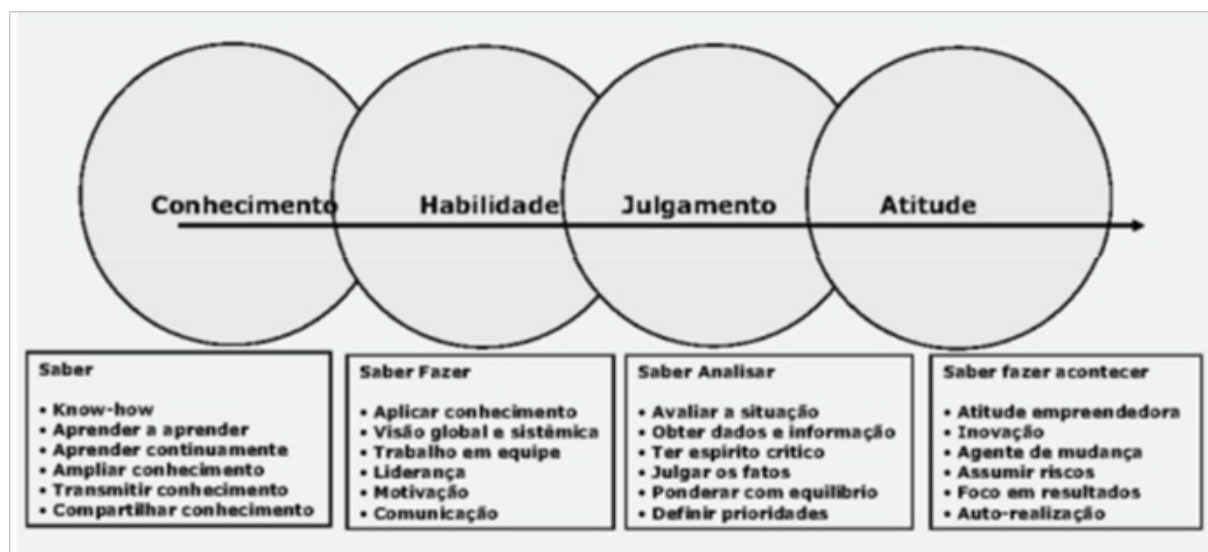 Conhecimento
Habilidade
Julgamento
Atitude
Saber
• Know-how
• Aprender a aprender
• Aprender continuamente
• Ampliar conhecimento
• Transmitir conhecimento
• Compartilhar conhecimento
Saber Fazer
• Aplicar conhecimento
• Visão global e sistêmica
• Trabalho em equipe
• Liderança
• Motivação
• Comunicação
Saber Analisar
• Avaliar a situação
• Obter dados e informação
• Ter espirito critico
• Julgar os fatos
• Ponderar com equilibrio
• Definir prioridades
Saber fazer acontecer
• Atitude empreendedora
• Inovação
• Agente de mudança
• Assumir riscos
• Foco em resultados
• Auto-realização